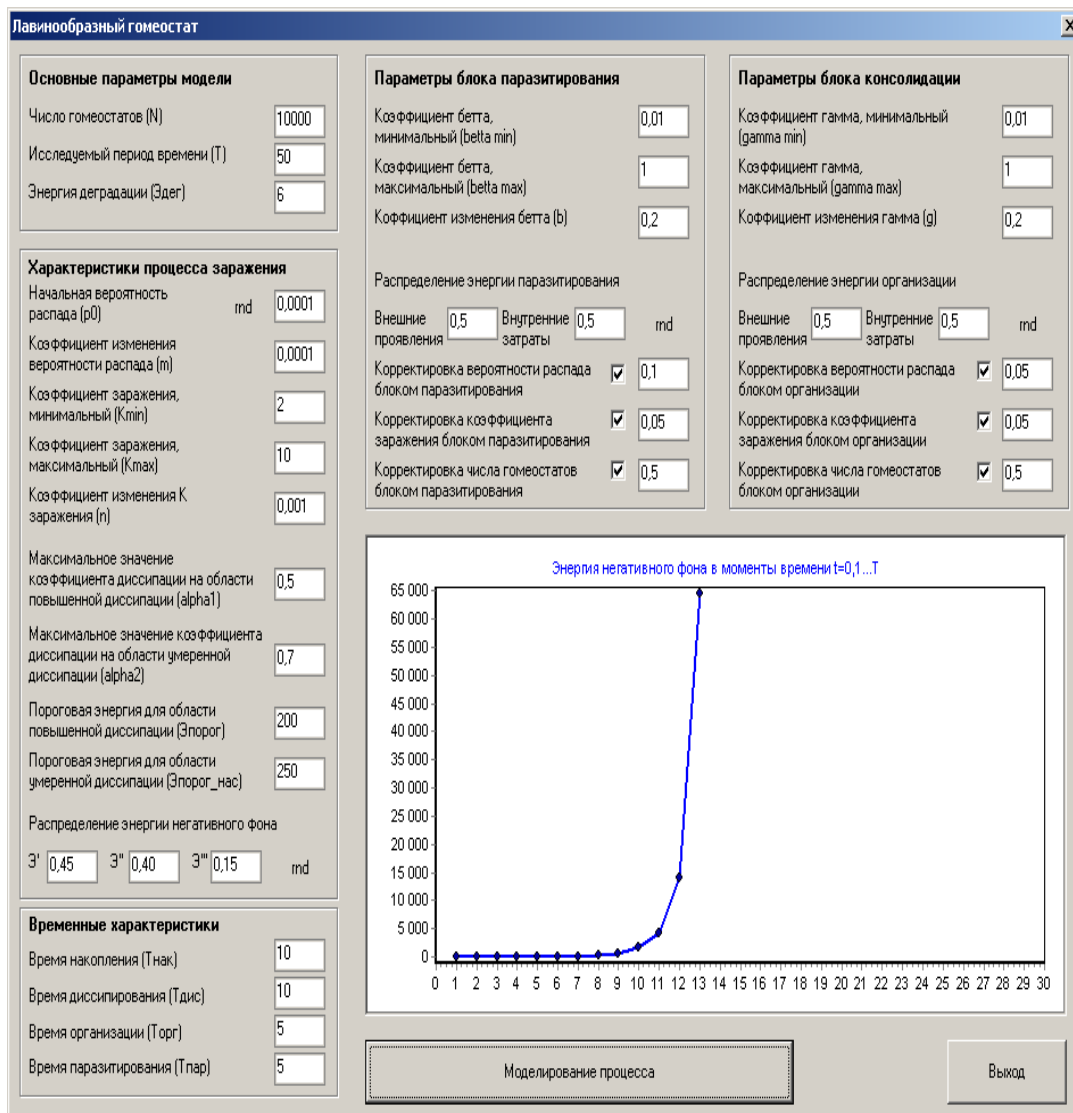 Лавинообразный гомеостат
Основные параметры модели
Число гомеостатов (N) 10000
Исследуемый период времени (Т) 50
Энергия деградации (Эдег) 6
Характеристики процесса заражения
Начальная вероятность
распада (p0) rnd 0,0001
Коэффициент изменения
вероятности распада (m) 0,0001
Коэффициент заражения,
минимальный (Kmin) 2
Коэффициент заражения,
максимальный (Kmax) 10
Коэффициент изменения К
заражения (n) 0,001
Максимальное значение
коэффициента диссипации на области
повышенной диссипации (alpha1) 0,5
Максимальное значение коэффициента
диссипации на области умеренной
диссипации (alpha2) 0,7
Пороговая энергия для области
повышенной диссипации (Эпорог) 200
Пороговая энергия для области
умеренной диссипации (Эпорог_нас) 250
Распределение энергии негативного фона
Э' 0,45 Э'' 0,40 Э''' 0,15 rnd
Временные характеристики
Время накопления (Тнак) 10
Время диссипирования (Тдис) 10
Время организации (Торг) 5
Время паразитирования (Тпар) 5
Параметры блока паразитирования
Коэффициент бетта,
минимальный (betta min) 0,01
Коэффициент бетта,
максимальный (betta max) 1
Коффициент изменения бетта (b) 0,2
Распределение энергии паразитирования
Внешние Внутренние
проявления 0,5 затраты 0,5 rnd
Корректировка вероятности распада
блоком паразитирования 0,1
Корректировка коэффициента
заражения блоком паразитирования 0,05
Корректировка числа гомеостатов
блоком паразитирования 0,5
Параметры блока консолидации
Коэффициент гамма, минимальный
(gamma min) 0,01
Коэффициент гамма,
максимальный (gamma max) 1
Коффициент изменения гамма (g) 0,2
Распределение энергии организации
Внешние Внутренние
проявления 0,5 затраты 0,5 rnd
Корректировка вероятности распада
блоком организации 0,05
Корректировка коэффициента
заражения блоком организации 0,05
Корректировка числа гомеостатов
блоком организации 0,5
Энергия негативного фона в моменты времени t=0,1...T
65 000
60 000
55 000
50 000
45 000
40 000
35 000
30 000
25 000
20 000
15 000
10 000
5 000
0
0 1 2 3 4 5 6 7 8 9 10 11 12 13 14 15 16 17 18 19 20 21 22 23 24 25 26 27 28 29 30
Моделирование процесса
Выход